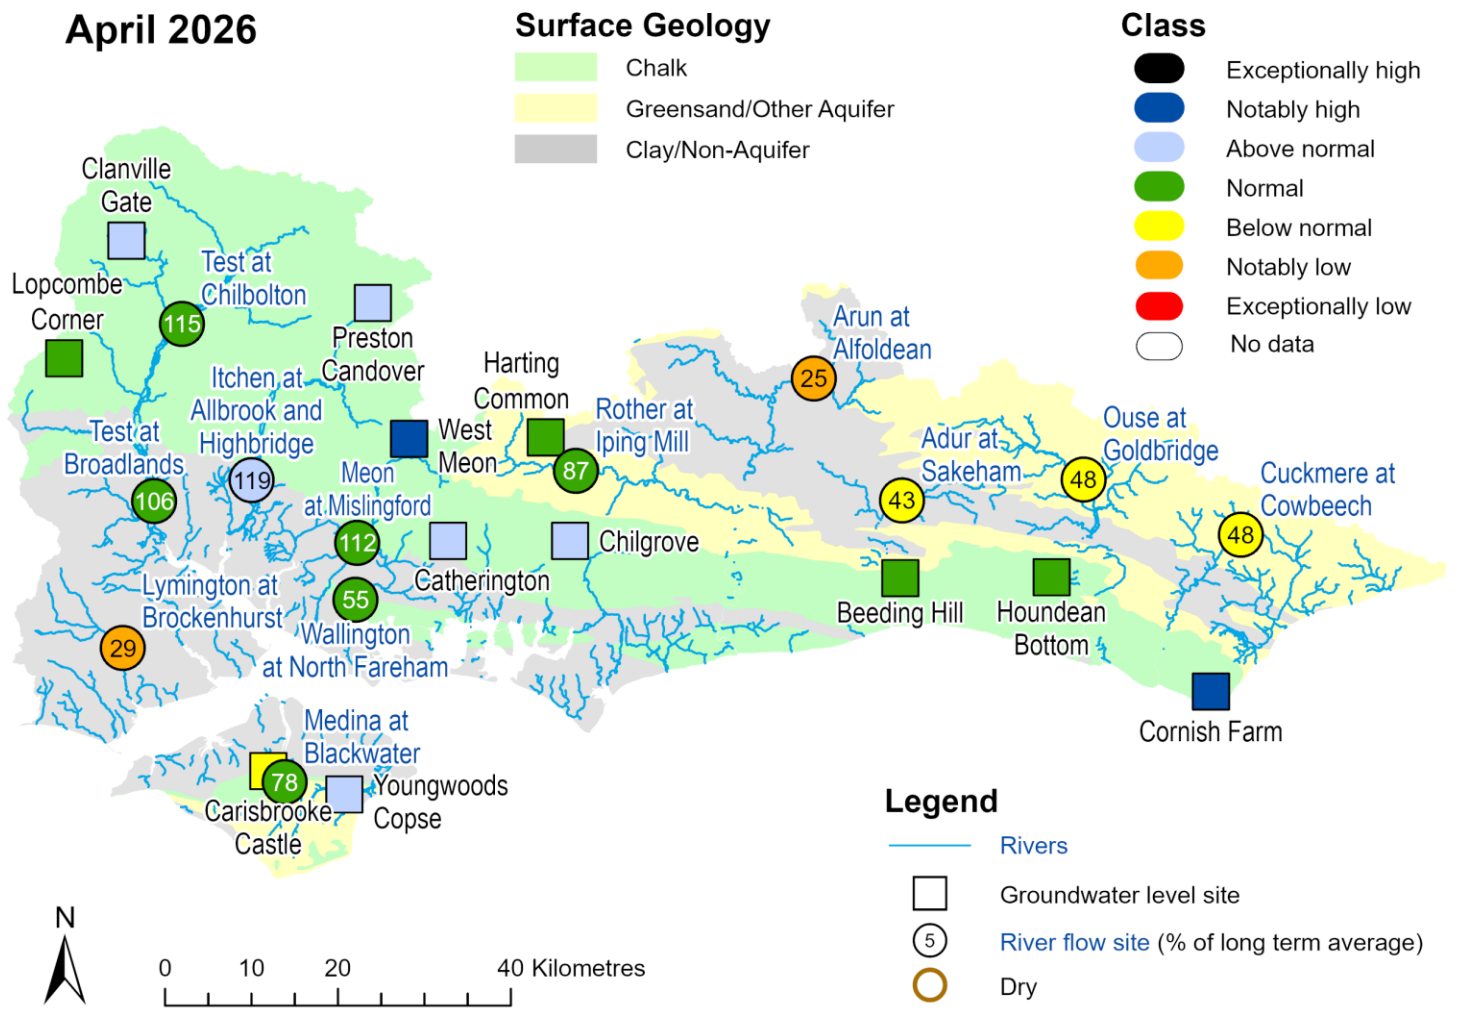 April 2026
Surface Geology
Chalk
Greensand/Other Aquifer
Clay/Non-Aquifer
Class
Exceptionally high
Notably high
Above normal
Normal
Below normal
Notably low
Exceptionally low
No data
Clanville
Gate
Test at
Chilbolton
115
Lopcombe
Corner
Preston
Candover
Itchen at
Allbrook and
Highbridge
119
Test at
Broadlands
106
West
Meon
Meon
at Mislingford
112
Harting
Common
Rother at
Iping Mill
87
Arun at
Alfoldean
25
Adur at
Sakeham
43
Ouse at
Goldbridge
48
Cuckmere at
Cowbeech
48
Catherington
Chilgrove
Lymington at
Brockenhurst
29
55
Wallington
at North Fareham
Beeding Hill
Houndean
Bottom
Cornish Farm
Medina at
Blackwater
78
Carisbrooke
Castle
Youngwoods
Copse
Legend
Rivers
Groundwater level site
5
River flow site (% of long term average)
Dry
N
0 10 20 40 Kilometres